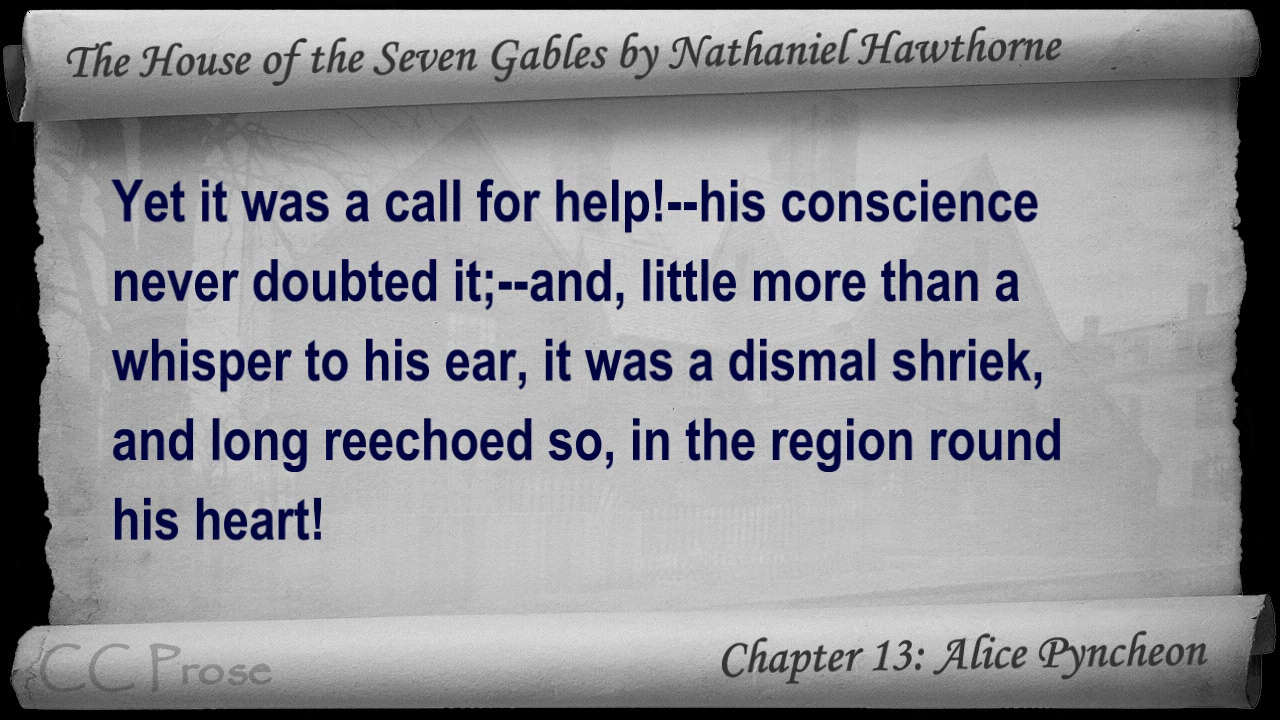 The House of the Seven Gables by Nathaniel Hawthorne
Yet it was a call for help!--his conscience
never doubted it;--and, little more than a
whisper to his ear, it was a dismal shriek,
and long reechoed so, in the region round
his heart!
CC Prose
Chapter 13: Alice Pyncheon